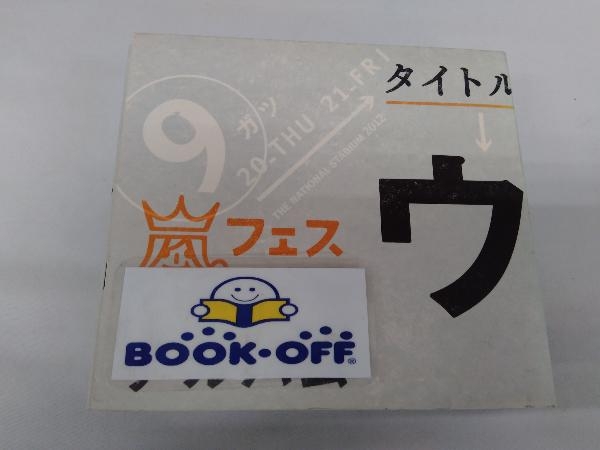 9
ガツ
20-THU 21-FRI
THE NATIONAL STADIUM 2012
タイトル
ウ
嵐フェス
BOOK・OFF